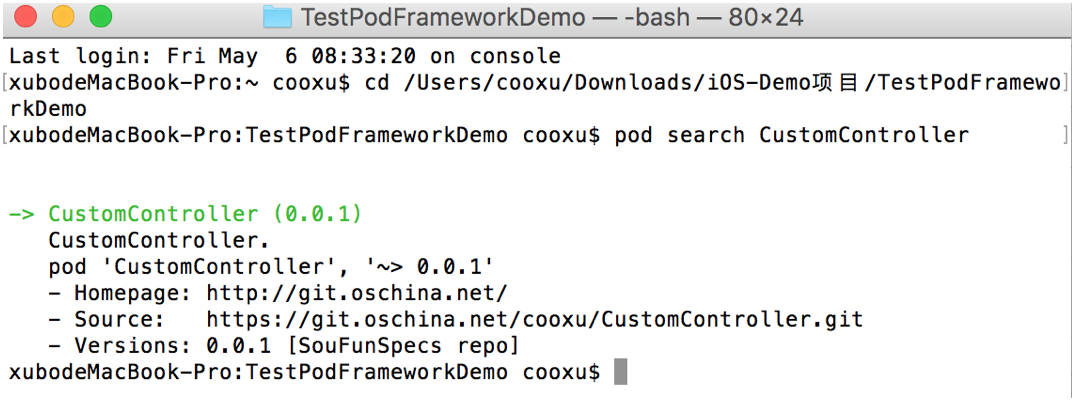 TestPodFrameworkDemo — -bash — 80×24
Last login: Fri May  6 08:33:20 on console
[xubodeMacBook-Pro:~ cooxu$ cd /Users/cooxu/Downloads/iOS-Demo项目/TestPodFramewo]
rkDemo
[xubodeMacBook-Pro:TestPodFrameworkDemo cooxu$ pod search CustomController       ]
-> CustomController (0.0.1)
   CustomController.
   pod 'CustomController', '~> 0.0.1'
   - Homepage: http://git.oschina.net/
   - Source:   https://git.oschina.net/cooxu/CustomController.git
   - Versions: 0.0.1 [SouFunSpecs repo]
xubodeMacBook-Pro:TestPodFrameworkDemo cooxu$